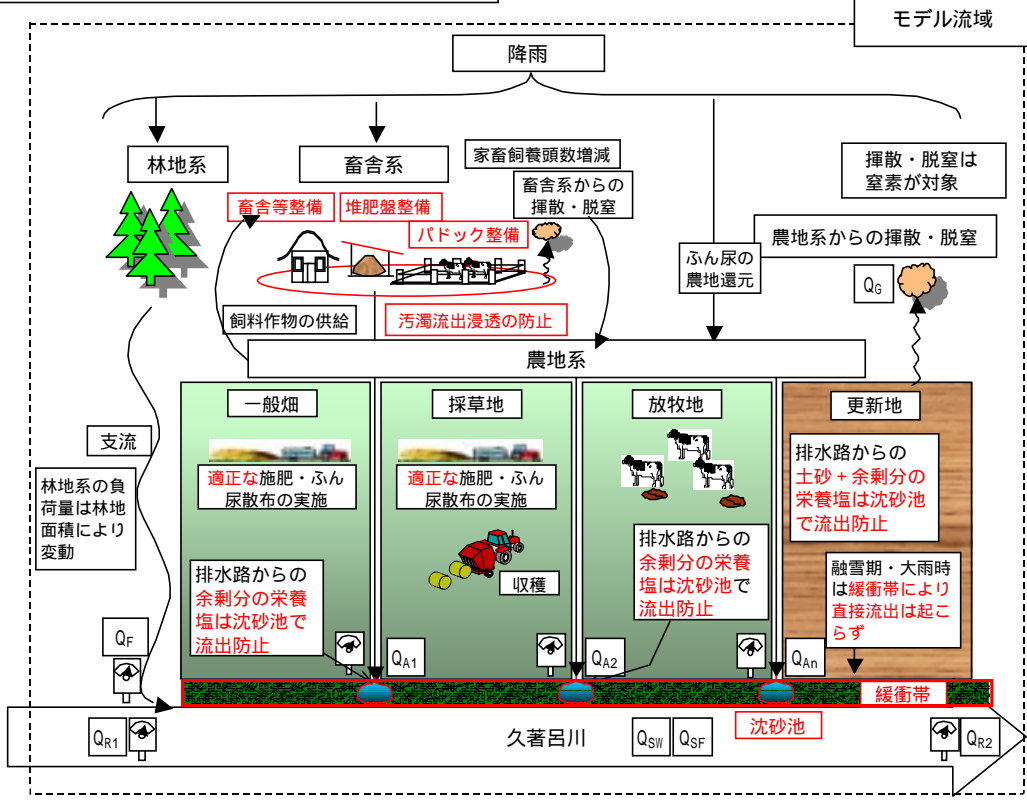 モデル流域
降雨
林地系
畜舎系
家畜飼養頭数増減
畜舎系からの
揮散・脱窒
揮散・脱窒は
窒素が対象
畜舎等整備
堆肥盤整備
パドック整備
農地系からの揮散・脱窒
ふん尿の
農地還元
QG
飼料作物の供給
汚濁流出浸透の防止
農地系
一般畑
採草地
放牧地
更新地
支流
適正な施肥・ふん
尿散布の実施
適正な施肥・ふん
尿散布の実施
排水路からの
土砂+余剰分の
栄養塩は沈砂池
で流出防止
林地系の負
荷量は林地
面積により
変動
収穫
排水路からの
余剰分の栄養
塩は沈砂池で
流出防止
排水路からの
余剰分の栄養
塩は沈砂池で
流出防止
融雪期・大雨時
は緩衝帯により
直接流出は起こ
らず
QF
QA1
QA2
QAn
緩衝帯
QR1
久著呂川
QSW
QSF
沈砂池
QR2